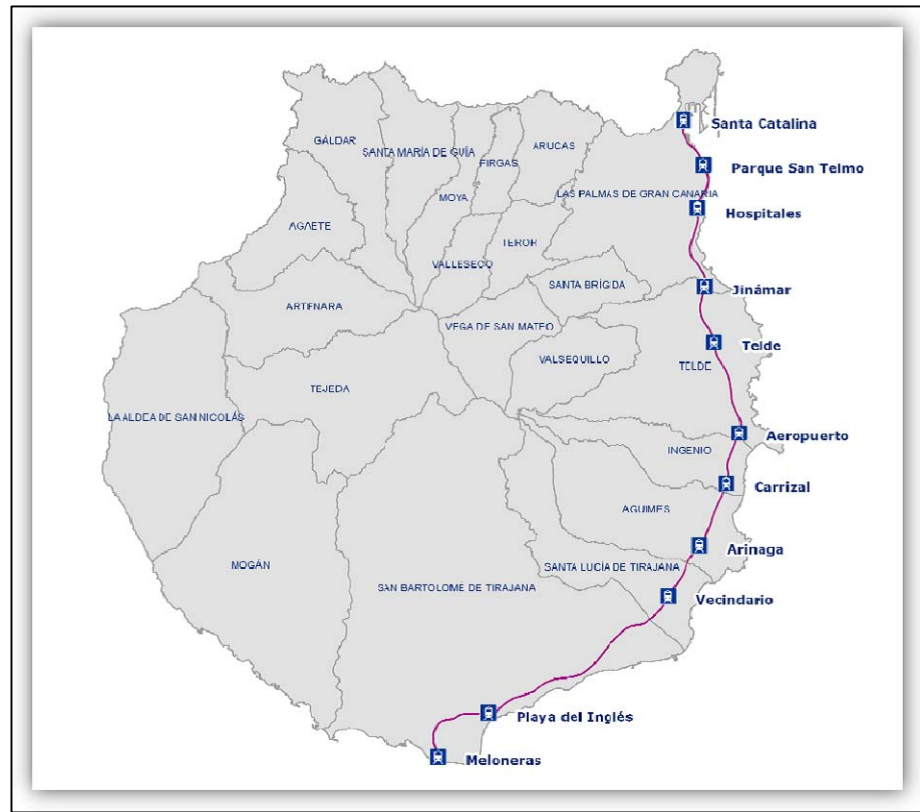 Santa Catalina
GÁLDAR
SANTA MARÍA DE GUÍA
ARUCAS
FIRGAS
Parque San Telmo
MOYA
LAS PALMAS DE GRAN CANARIA
Hospitales
AGAETE
TEROR
VALLESECO
SANTA BRÍGIDA
Jinámar
ARTENARA
VEGA DE SAN MATEO
Telde
VALSEQUILLO
TELDE
TEJEDA
LA ALDEA DE SAN NICOLÁS
Aeropuerto
INGENIO
Carrizal
AGUIMES
Arinaga
MOGÁN
SANTA LUCÍA DE TIRAJANA
SAN BARTOLOME DE TIRAJANA
Vecindario
Playa del Inglés
Meloneras